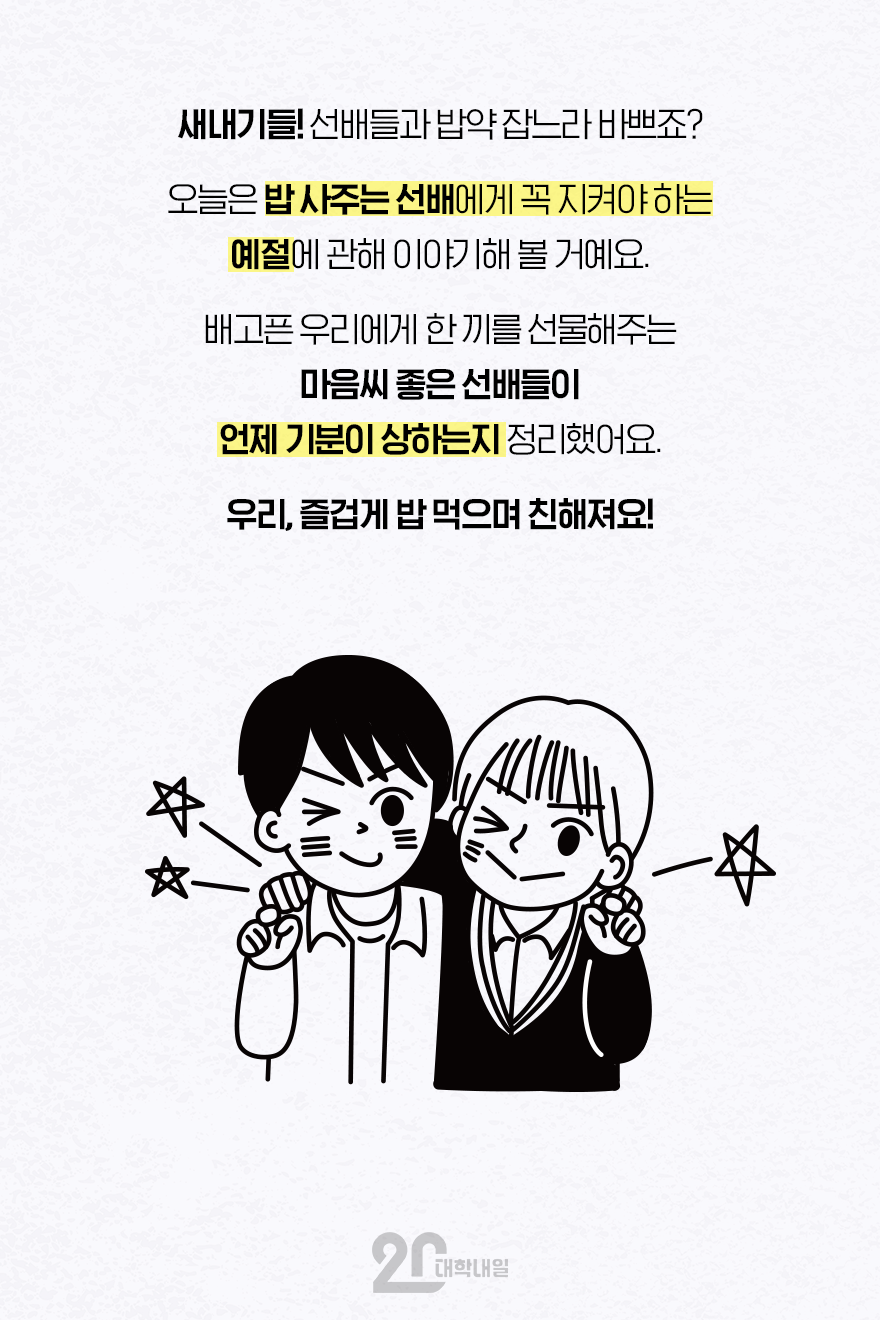 새내기들! 선배들과 밥약 잡느라 바쁘죠?
오늘은 밥 사주는 선배에게 꼭 지켜야 하는
예절에 관해 이야기해 볼 거예요.
배고픈 우리에게 한 끼를 선물해주는
마음씨 좋은 선배들이
언제 기분이 상하는지 정리했어요.
우리, 즐겁게 밥 먹으며 친해져요!
20 대학내일